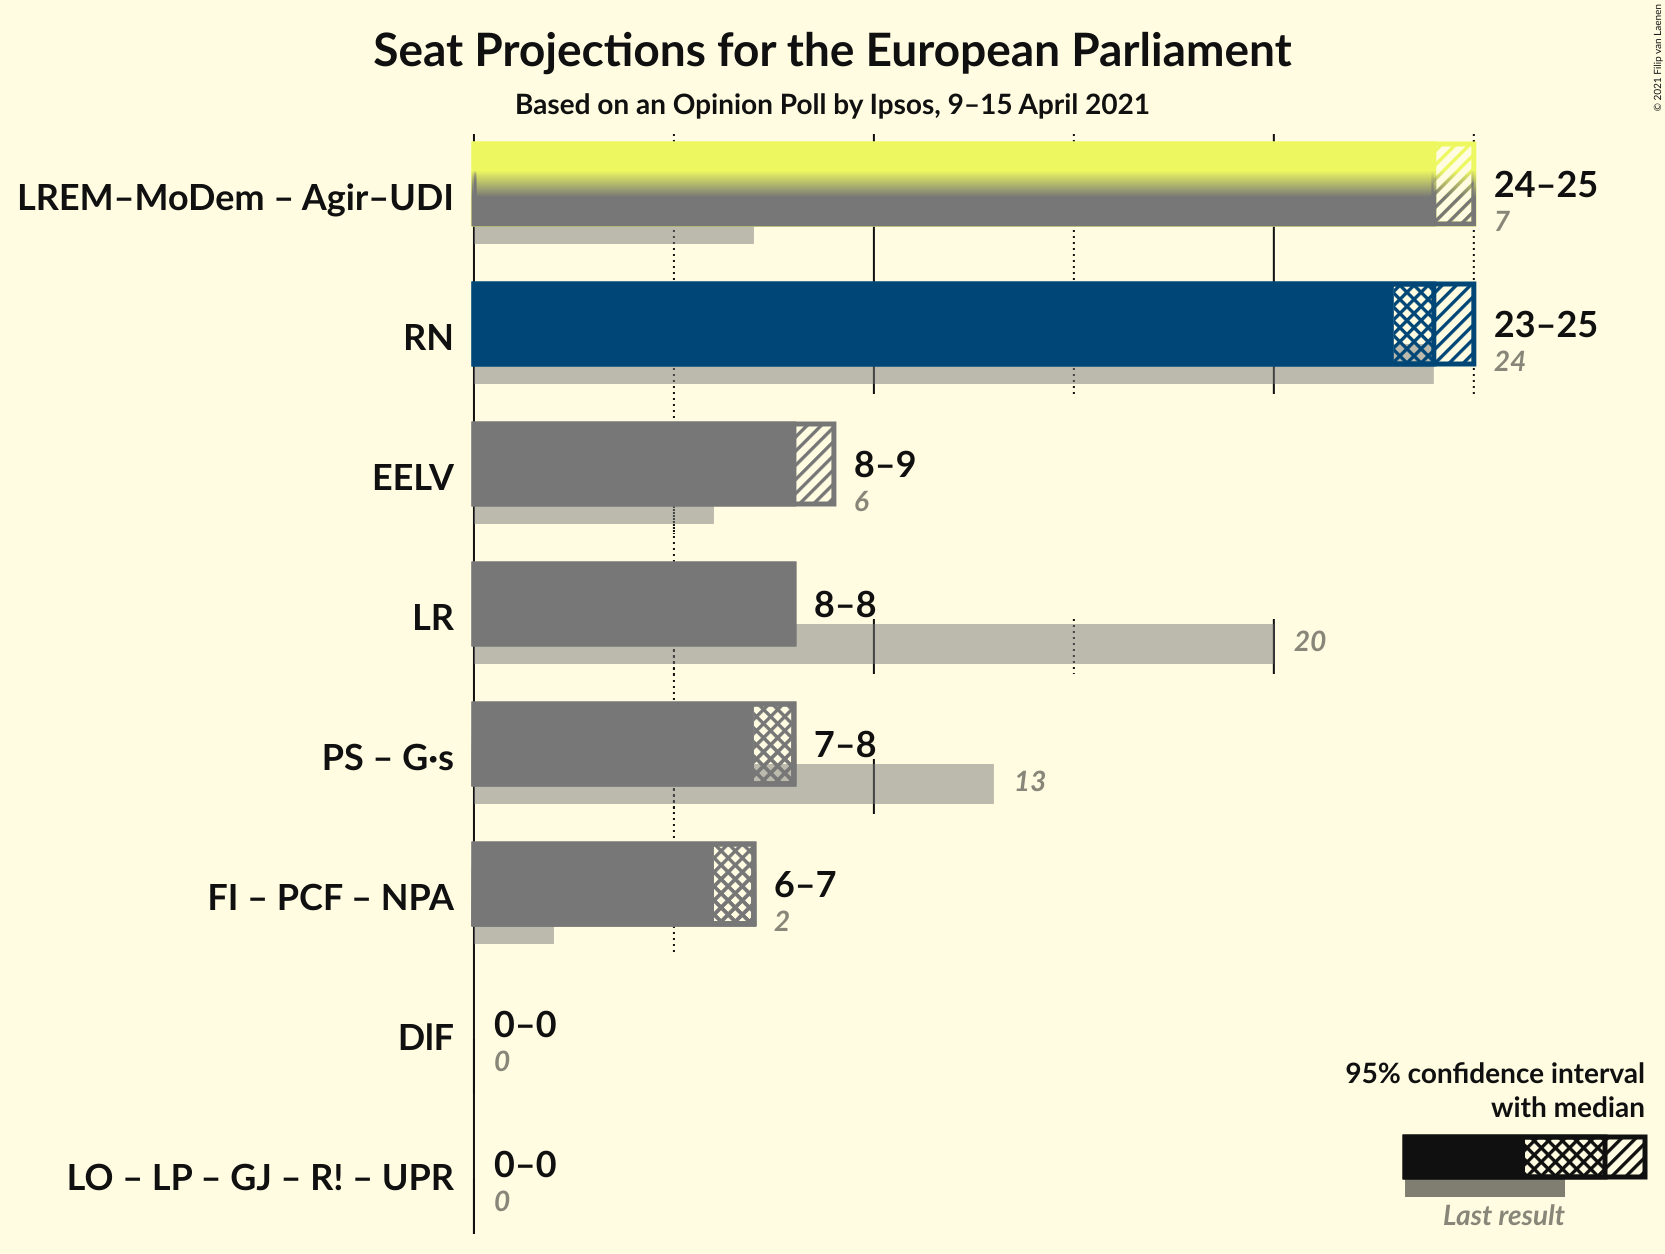 Seat Projections for the European Parliament
Based on an Opinion Poll by Ipsos, 9–15 April 2021
© 2021 Filip van Laenen
LREM–MoDem – Agir–UDI
24–25
7
RN
23–25
24
EELV
8–9
6
LR
8–8
20
PS – G·s
7–8
13
FI – PCF – NPA
6–7
2
DlF
0–0
0
LO – LP – GJ – R! – UPR
0–0
0
95% confidence interval
with median
Last result